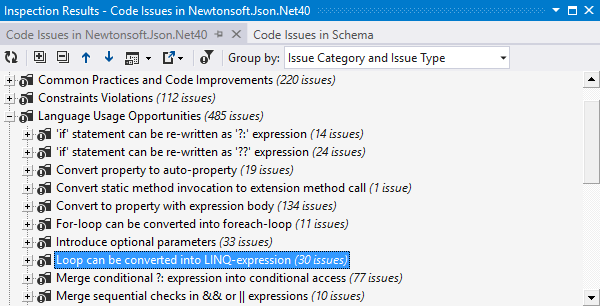 Inspection Results - Code Issues in Newtonsoft.Json.Net40
Code Issues in Newtonsoft.Json.Net40 Code Issues in Schema
Group by: Issue Category and Issue Type
Common Practices and Code Improvements (220 issues)
Constraints Violations (112 issues)
Language Usage Opportunities (485 issues)
'if' statement can be re-written as '?:' expression (14 issues)
'if' statement can be re-written as '??' expression (24 issues)
Convert property to auto-property (19 issues)
Convert static method invocation to extension method call (1 issue)
Convert to property with expression body (134 issues)
For-loop can be converted into foreach-loop (11 issues)
Introduce optional parameters (33 issues)
Loop can be converted into LINQ-expression (30 issues)
Merge conditional ?: expression into conditional access (77 issues)
Merge sequential checks in && or || expressions (10 issues)